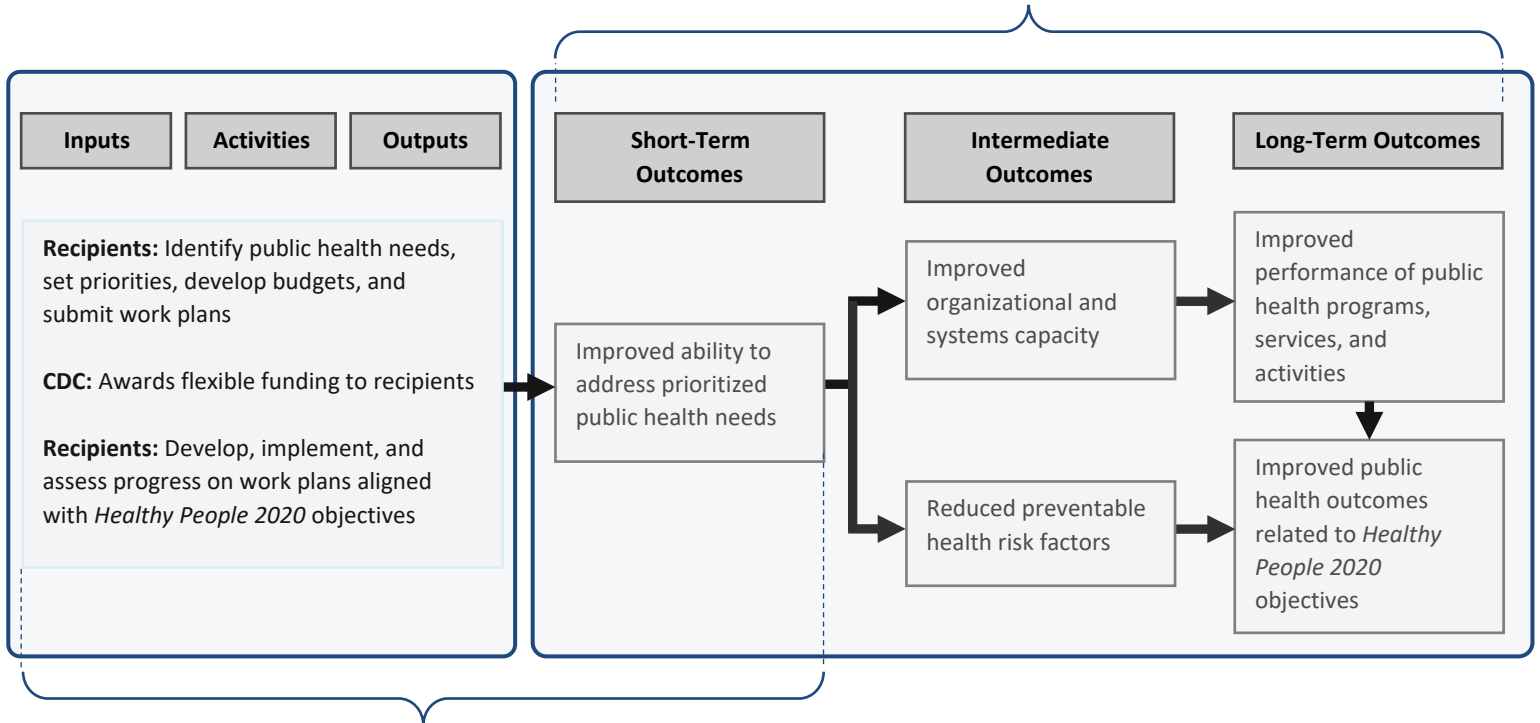 Inputs
Activities
Outputs
Recipients: Identify public health needs,
set priorities, develop budgets, and
submit work plans
CDC: Awards flexible funding to recipients
Recipients: Develop, implement, and
assess progress on work plans aligned
with Healthy People 2020 objectives
Short-Term
Outcomes
Improved ability to
address prioritized
public health needs
Intermediate
Outcomes
Improved
organizational and
systems capacity
Reduced preventable
health risk factors
Long-Term Outcomes
Improved
performance of public
health programs,
services, and
activities
Improved public
health outcomes
related to Healthy
People 2020
objectives